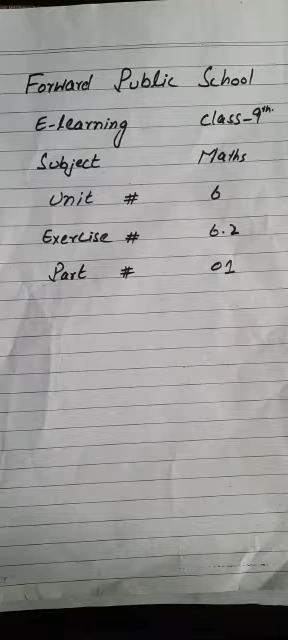 Forward Public School
E-learning Class-9th.
Subject Maths
Unit # 6
Exercise # 6.2
Part # 01